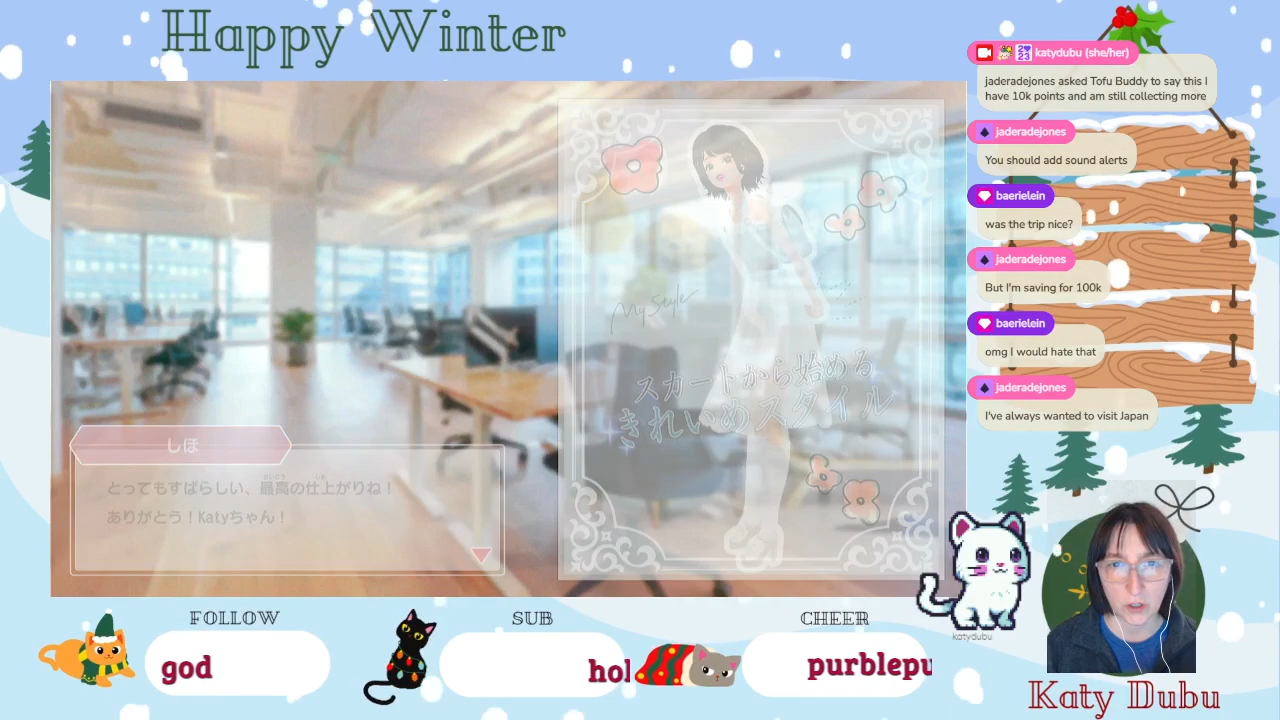 Happy Winter
katydubu (she/her)
jaderadejones asked Tofu Buddy to say this I
have 10k points and am still collecting more
jaderadejones
You should add sound alerts
baerielein
was the trip nice?
jaderadejones
But I'm saving for 100k
baerielein
omg I would hate that
jaderadejones
I've always wanted to visit Japan
My Style
スカートから始める
きれいめスタイル
しほ
とってもすばらしい、最高の仕上がりね！
ありがとう！Katyちゃん！
katydubu
FOLLOW
SUB
CHEER
god
hol
purblepu
Katy Dubu